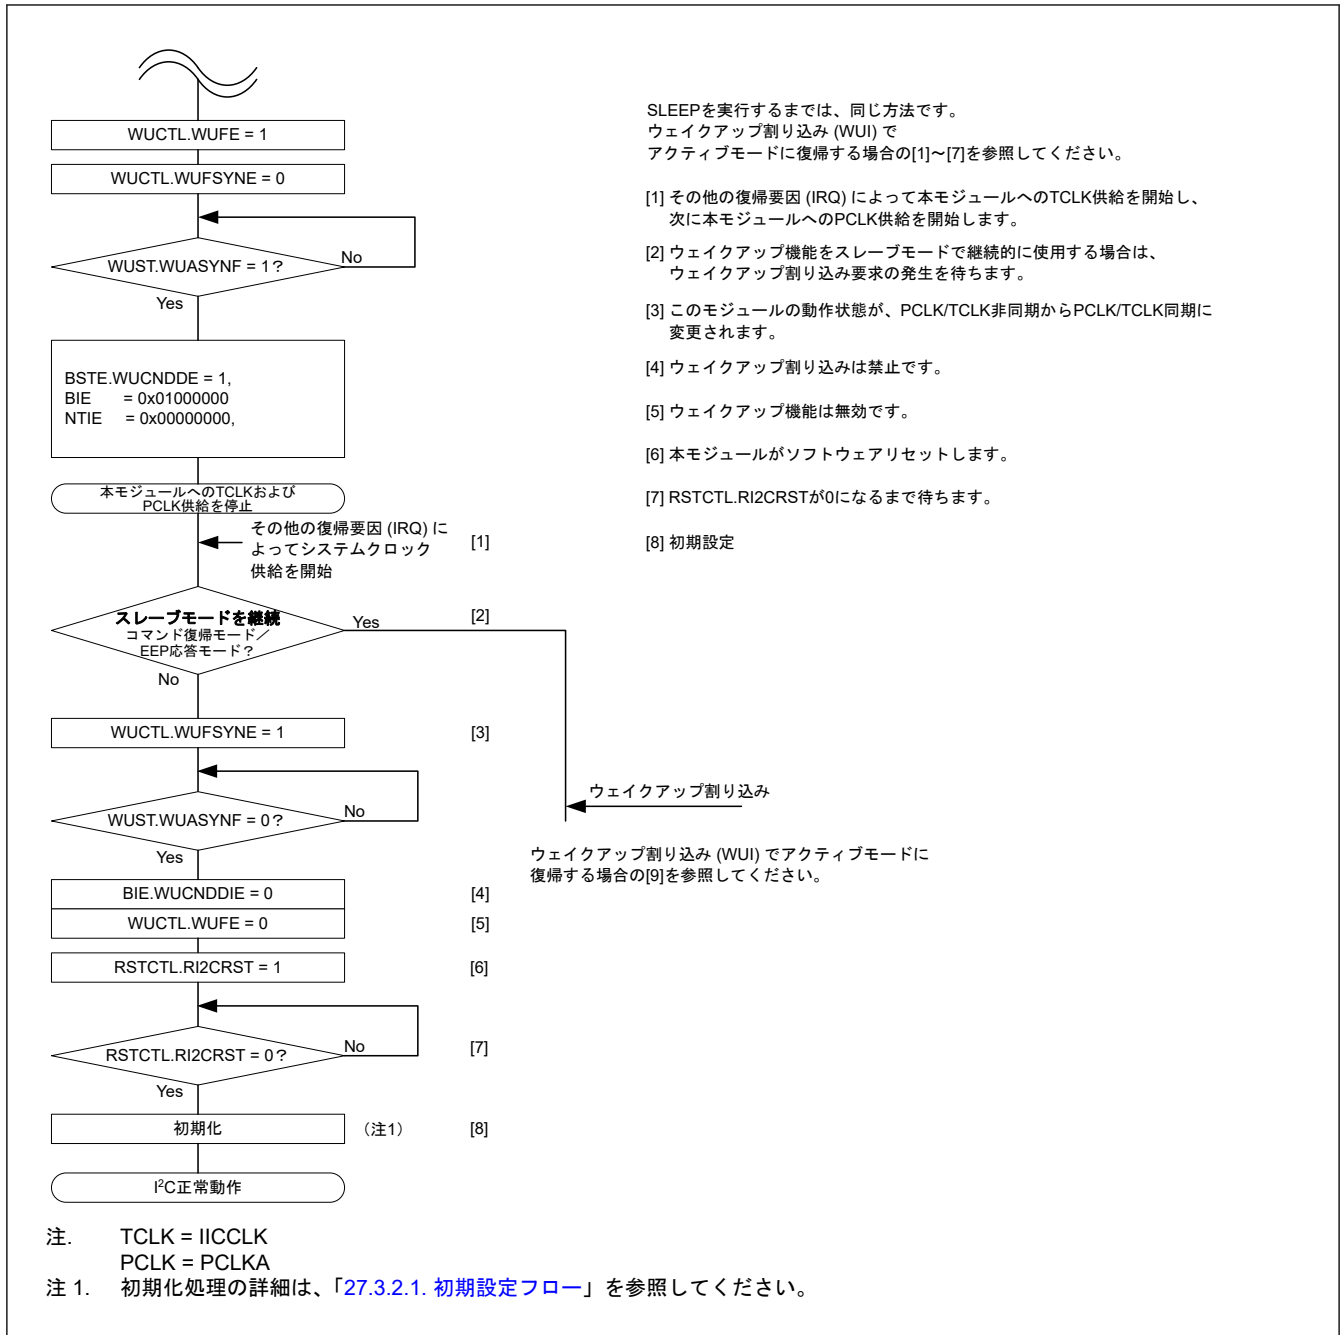 WUCTL.WUFE = 1
WUCTL.WUFSYNE = 0
WUST.WUASYNF = 1?
No
Yes
BSTE.WUCNDDE = 1,
BIE = 0x01000000
NTIE = 0x00000000,
本モジュールへのTCLKおよび
PCLK供給を停止
その他の復帰要因 (IRQ) に
よってシステムクロック
供給を開始
[1]
スレーブモードを継続
コマンド復帰モード／
EEP応答モード？
Yes
[2]
No
WUCTL.WUFSYNE = 1
[3]
WUST.WUASYNF = 0?
No
Yes
BIE.WUCNDDIE = 0
[4]
WUCTL.WUFE = 0
[5]
RSTCTL.RI2CRST = 1
[6]
RSTCTL.RI2CRST = 0?
No
[7]
Yes
初期化
（注1）
[8]
I²C正常動作
SLEEPを実行するまでは、同じ方法です。
ウェイクアップ割り込み (WUI) で
アクティブモードに復帰する場合の[1]～[7]を参照してください。
[1] その他の復帰要因 (IRQ) によって本モジュールへのTCLK供給を開始し、
次に本モジュールへのPCLK供給を開始します。
[2] ウェイクアップ機能をスレーブモードで継続的に使用する場合は、
ウェイクアップ割り込み要求の発生を待ちます。
[3] このモジュールの動作状態が、PCLK/TCLK非同期からPCLK/TCLK同期に
変更されます。
[4] ウェイクアップ割り込みは禁止です。
[5] ウェイクアップ機能は無効です。
[6] 本モジュールがソフトウェアリセットします。
[7] RSTCTL.RI2CRSTが0になるまで待ちます。
[8] 初期設定
ウェイクアップ割り込み
ウェイクアップ割り込み (WUI) でアクティブモードに
復帰する場合の[9]を参照してください。
注. TCLK = IICCLK
PCLK = PCLKA
注 1. 初期化処理の詳細は、「27.3.2.1. 初期設定フロー」を参照してください。